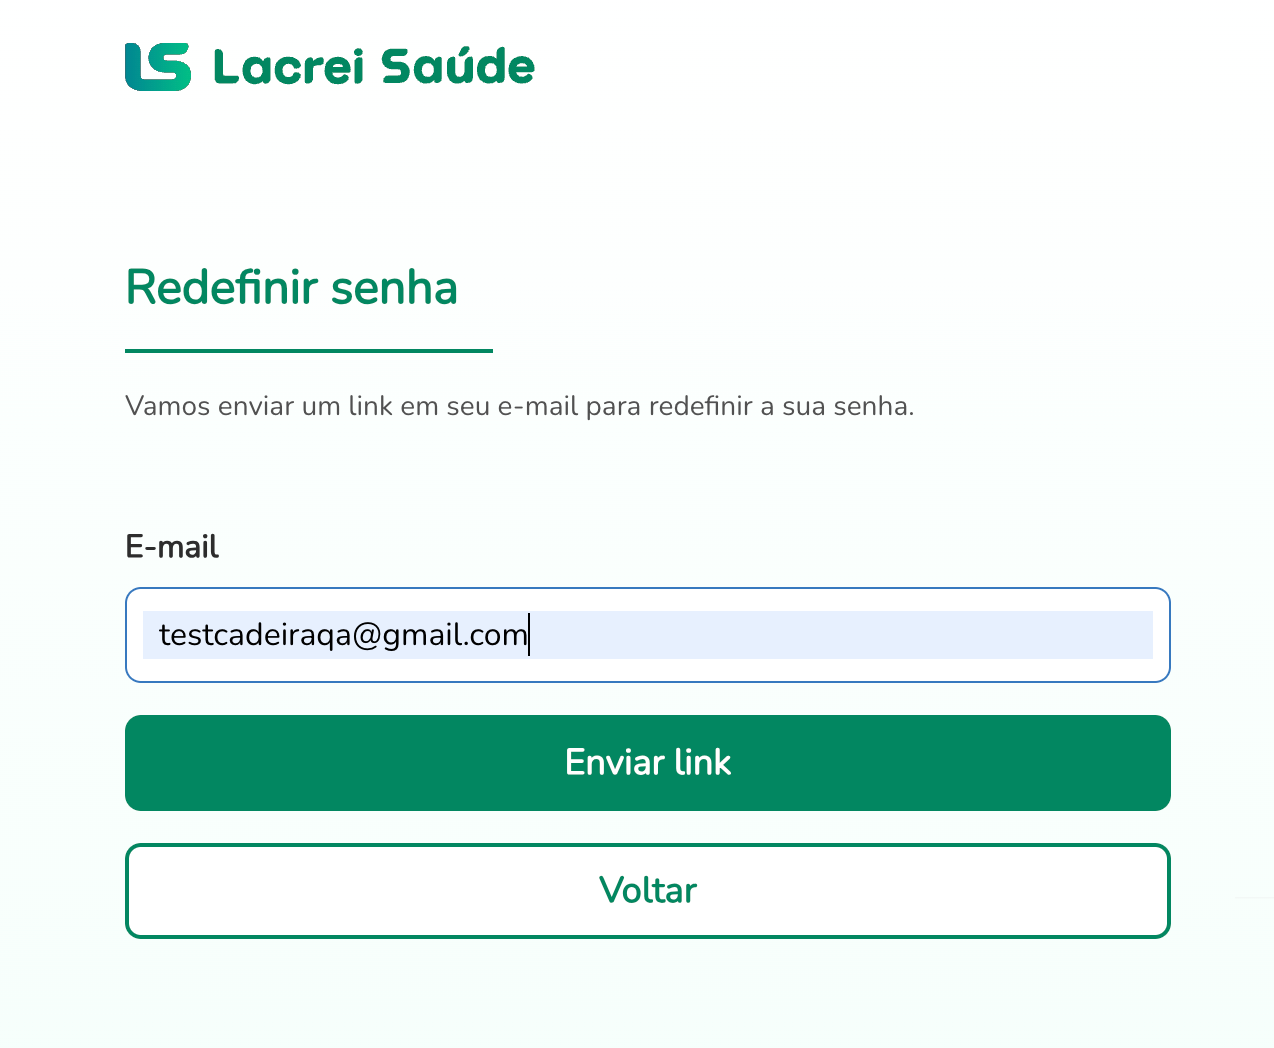 LS Lacrei Saúde
Redefinir senha
Vamos enviar um link em seu e-mail para redefinir a sua senha.
E-mail
testcadeiraqa@gmail.com
Enviar link
Voltar